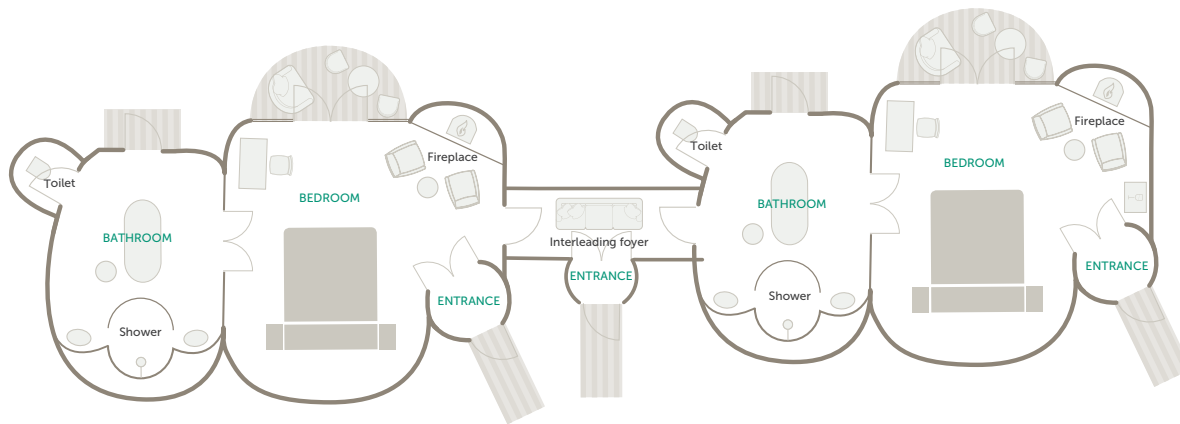 Toilet
BATHROOM
Shower
BEDROOM
Fireplace
ENTRANCE
Interleading foyer
ENTRANCE
Toilet
BATHROOM
Shower
BEDROOM
Fireplace
ENTRANCE